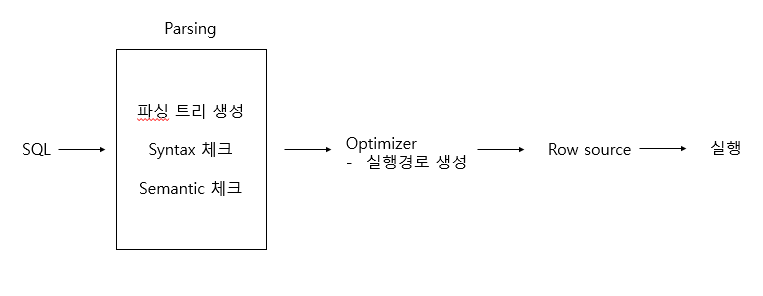 Parsing
파싱 트리 생성
SQL
Syntax 체크
Semantic 체크
Optimizer
- 실행경로 생성
Row source
실행